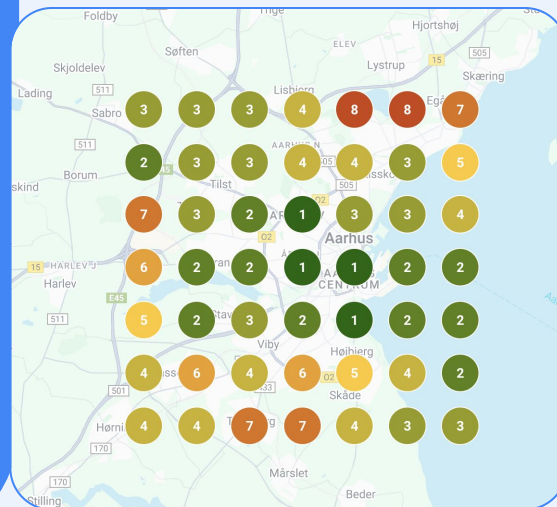 Foldby
Hjortshøj
Søften
ELEV
505
15
Lystrup
Skjoldelev
Skæring
511
Lading
Lisbjerg
Sabro
3 3 3 4 8 8 7
511
2 3 3 4 4 3 5
Borum
Tilst
505
7 3 2 1 3 3 4
O2
O2
Aarhus
15 HARLEV J
6 2 2 1 1 2 2
Harlev
CENTRUM
E45
511
5 2 3 2 1 2 2
Viby
Højbjerg
4 6 4 6 5 4 2
O2
501
Skåde
4 4 7 7 4 3 3
170
Mårslet
170
Beder
Stilling